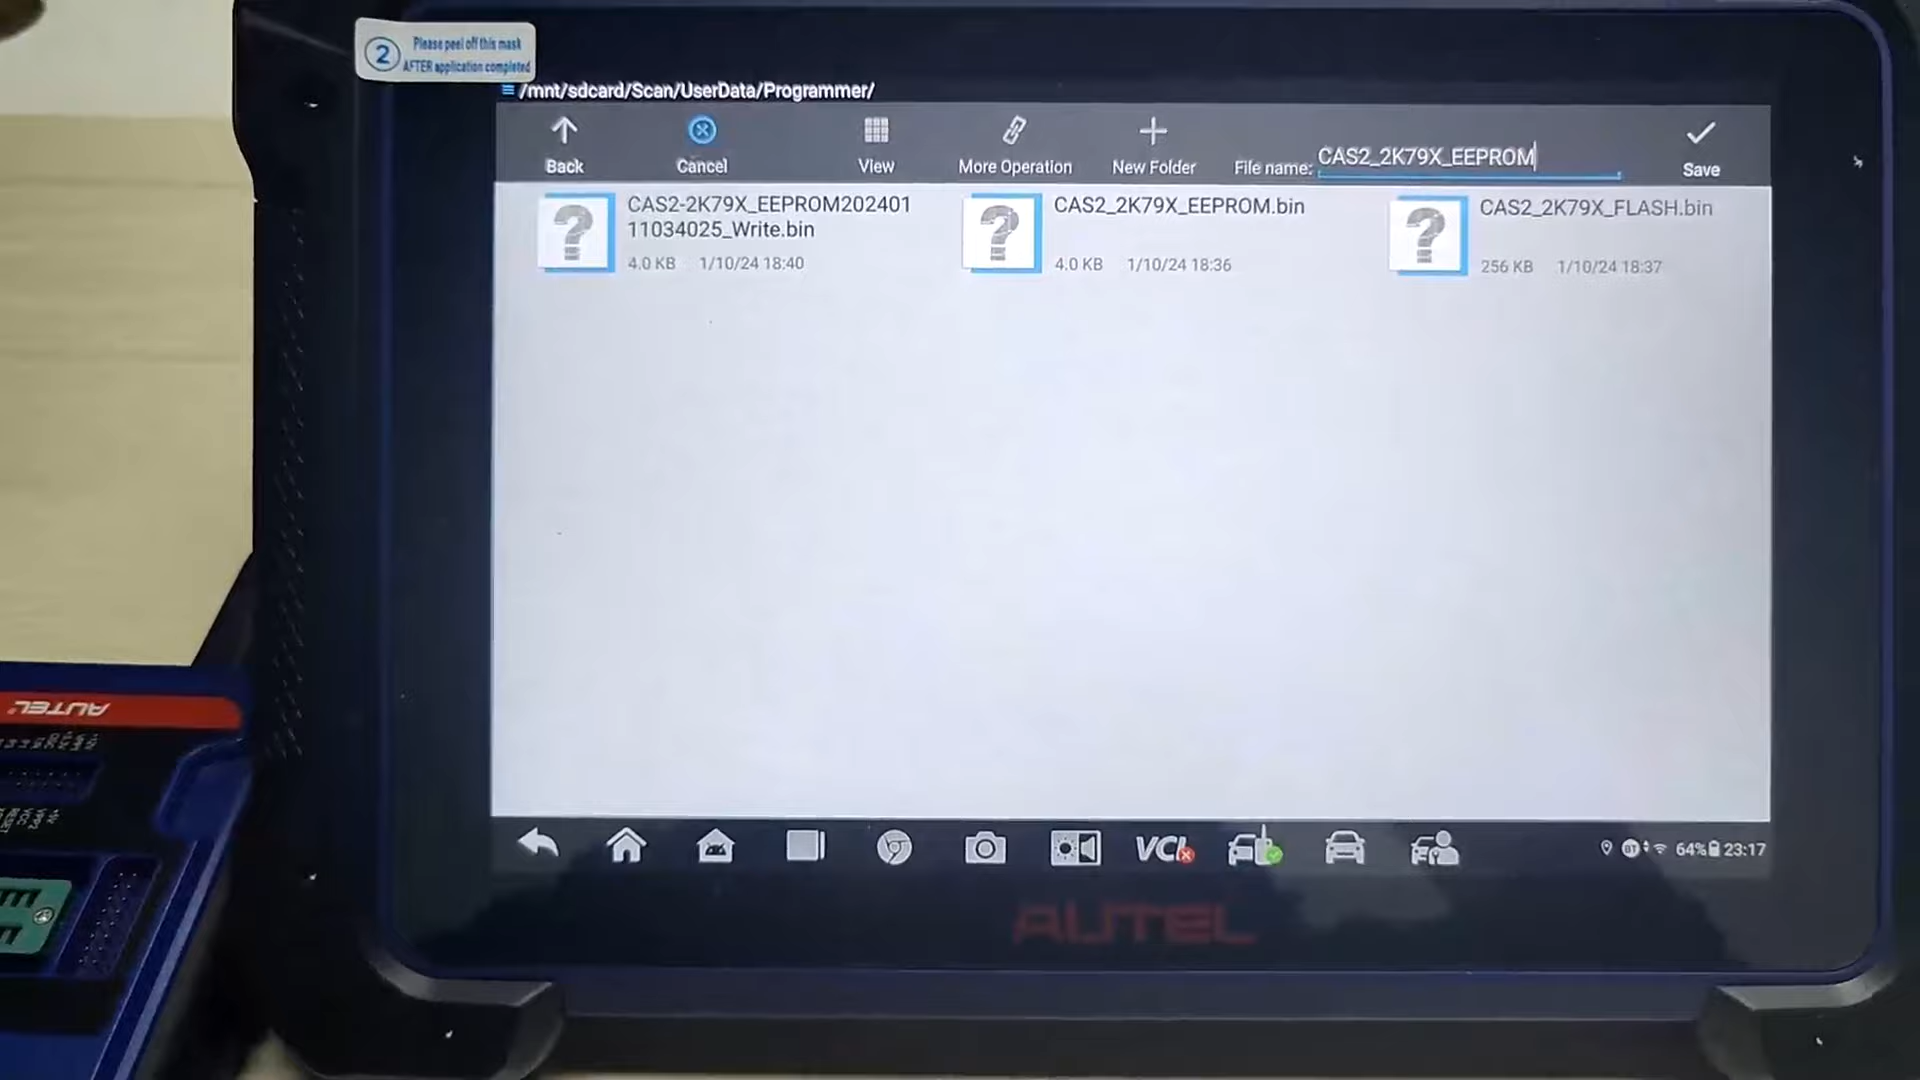 2 Please peel off this mask
AFTER application completed
/mnt/sdcard/Scan/UserData/Programmer/
Back Cancel View More Operation New Folder File name: CAS2_2K79X_EEPROM Save
CAS2-2K79X_EEPROM202401
11034025_Write.bin
4.0 KB 1/10/24 18:40
CAS2_2K79X_EEPROM.bin
4.0 KB 1/10/24 18:36
CAS2_2K79X_FLASH.bin
256 KB 1/10/24 18:37
VCI BT 64% 23:17
AUTEL
AUTEL